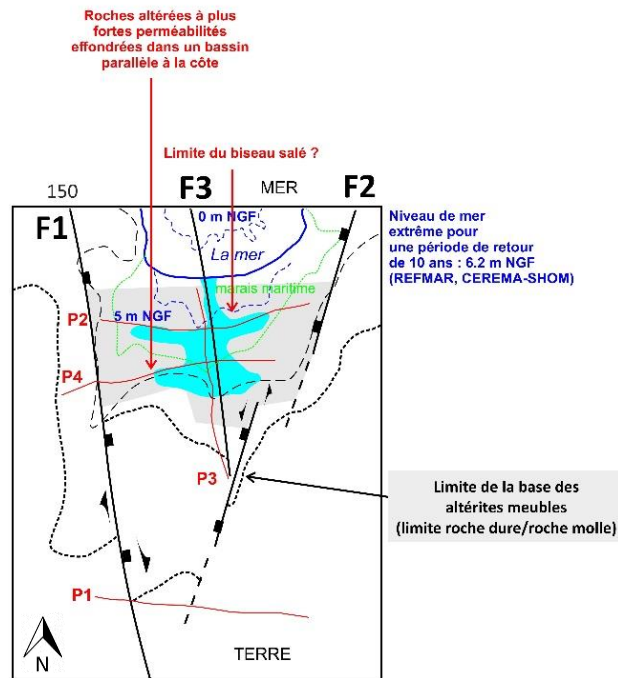 Roches altérées à plus
fortes perméabilités
effondrées dans un bassin
parallèle à la côte
Limite du biseau salé ?
150
F1
F3
MER
F2
0 m NGF
La mer
Niveau de mer
extrême pour
une période de retour
de 10 ans : 6.2 m NGF
(REFMAR, CEREMA-SHOM)
marais maritime
P2
5 m NGF
P4
P3
Limite de la base des
altérites meubles
(limite roche dure/roche molle)
P1
N
TERRE